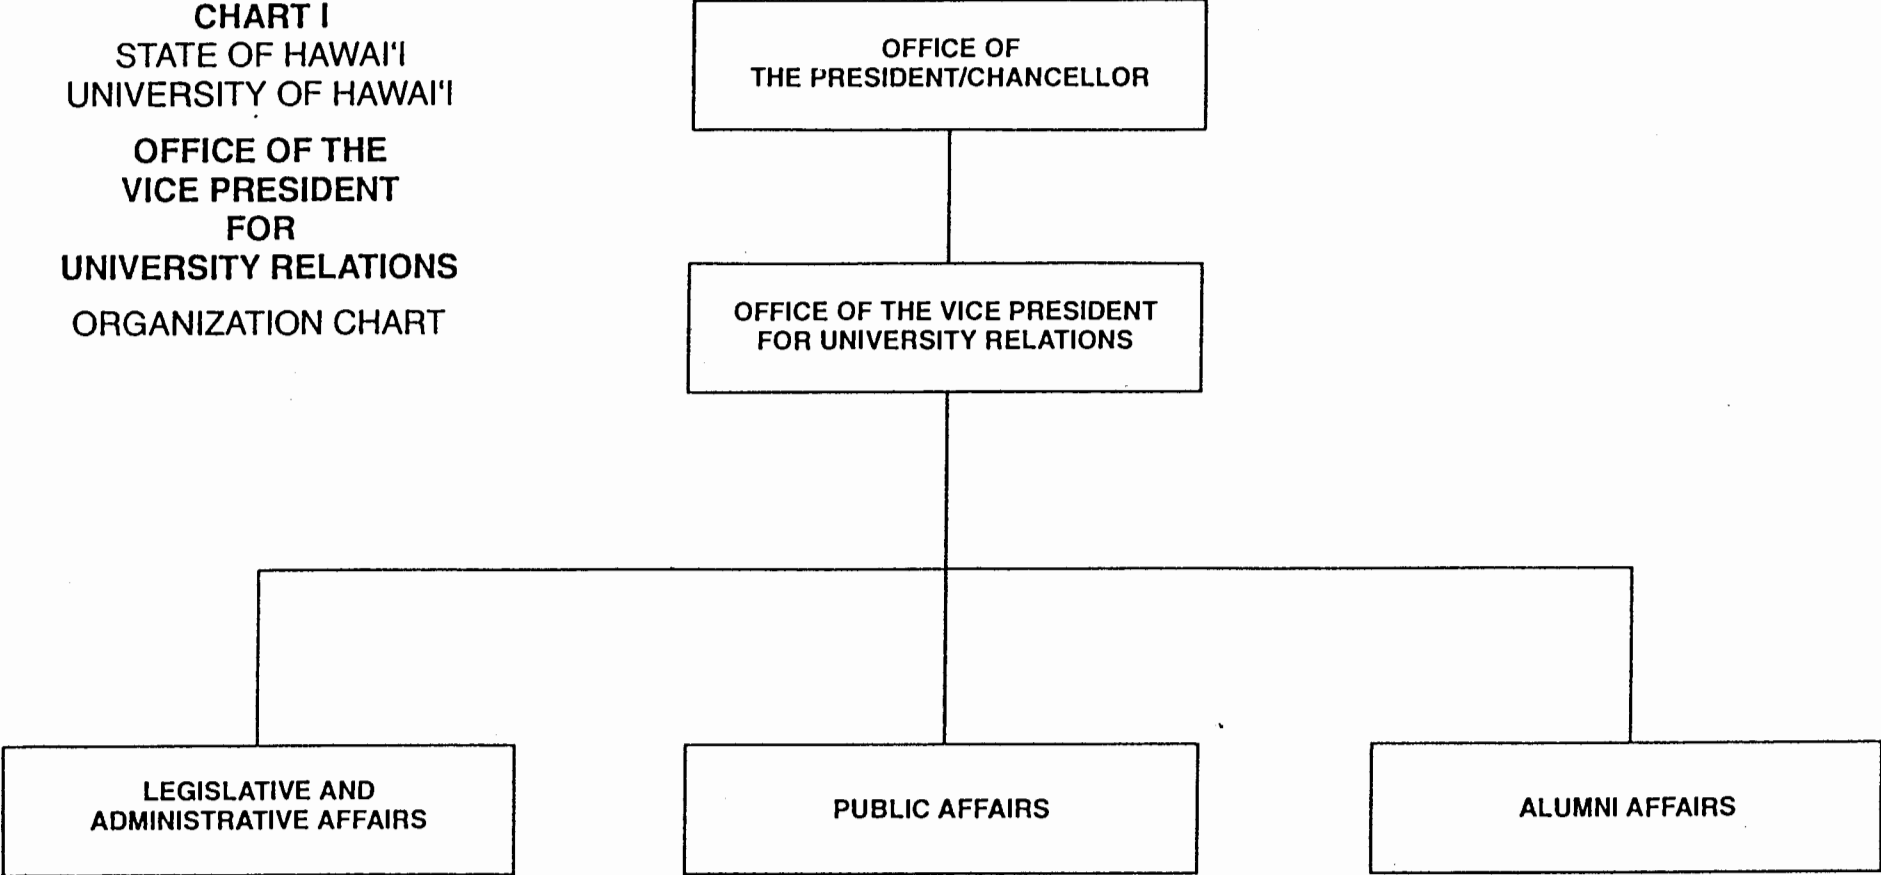 CHART I
STATE OF HAWAI'I
UNIVERSITY OF HAWAI'I
OFFICE OF THE
VICE PRESIDENT
FOR
UNIVERSITY RELATIONS
ORGANIZATION CHART
OFFICE OF
THE PRESIDENT/CHANCELLOR
OFFICE OF THE VICE PRESIDENT
FOR UNIVERSITY RELATIONS
LEGISLATIVE AND
ADMINISTRATIVE AFFAIRS
PUBLIC AFFAIRS
ALUMNI AFFAIRS